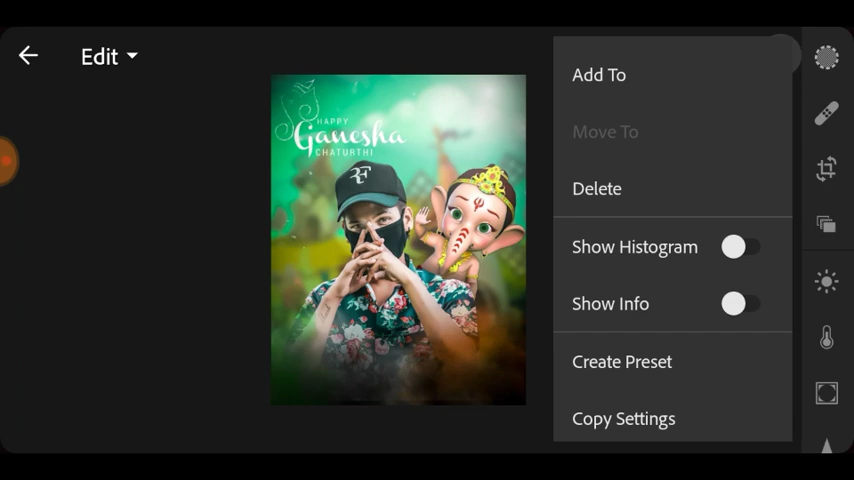 Edit
HAPPY
Ganesha
CHATURTHI
Add To
Move To
Delete
Show Histogram
Show Info
Create Preset
Copy Settings